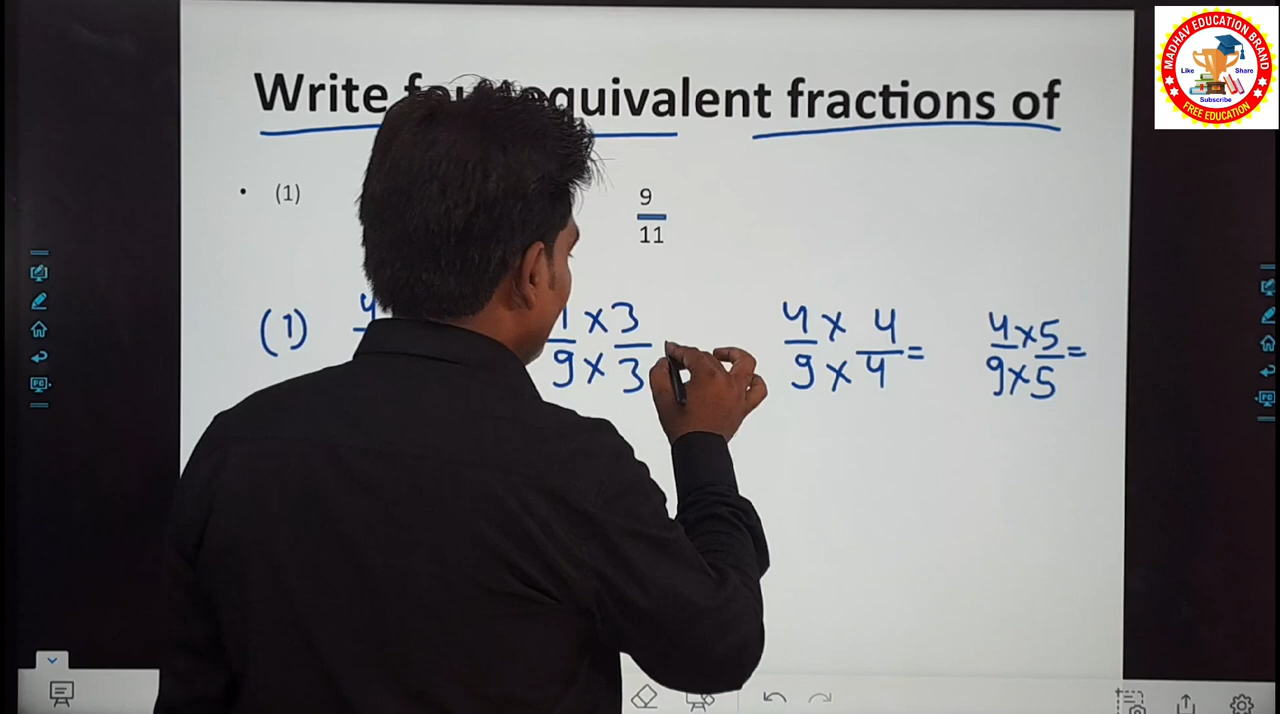 Write equivalent fractions of
• (1) 9
11
(1) 4 × 3 4 × 4 4 × 5
9 × 3 9 × 4 = 9 × 5 =
MADHAV EDUCATION BRAND
Like Share
Subscribe
FREE EDUCATION